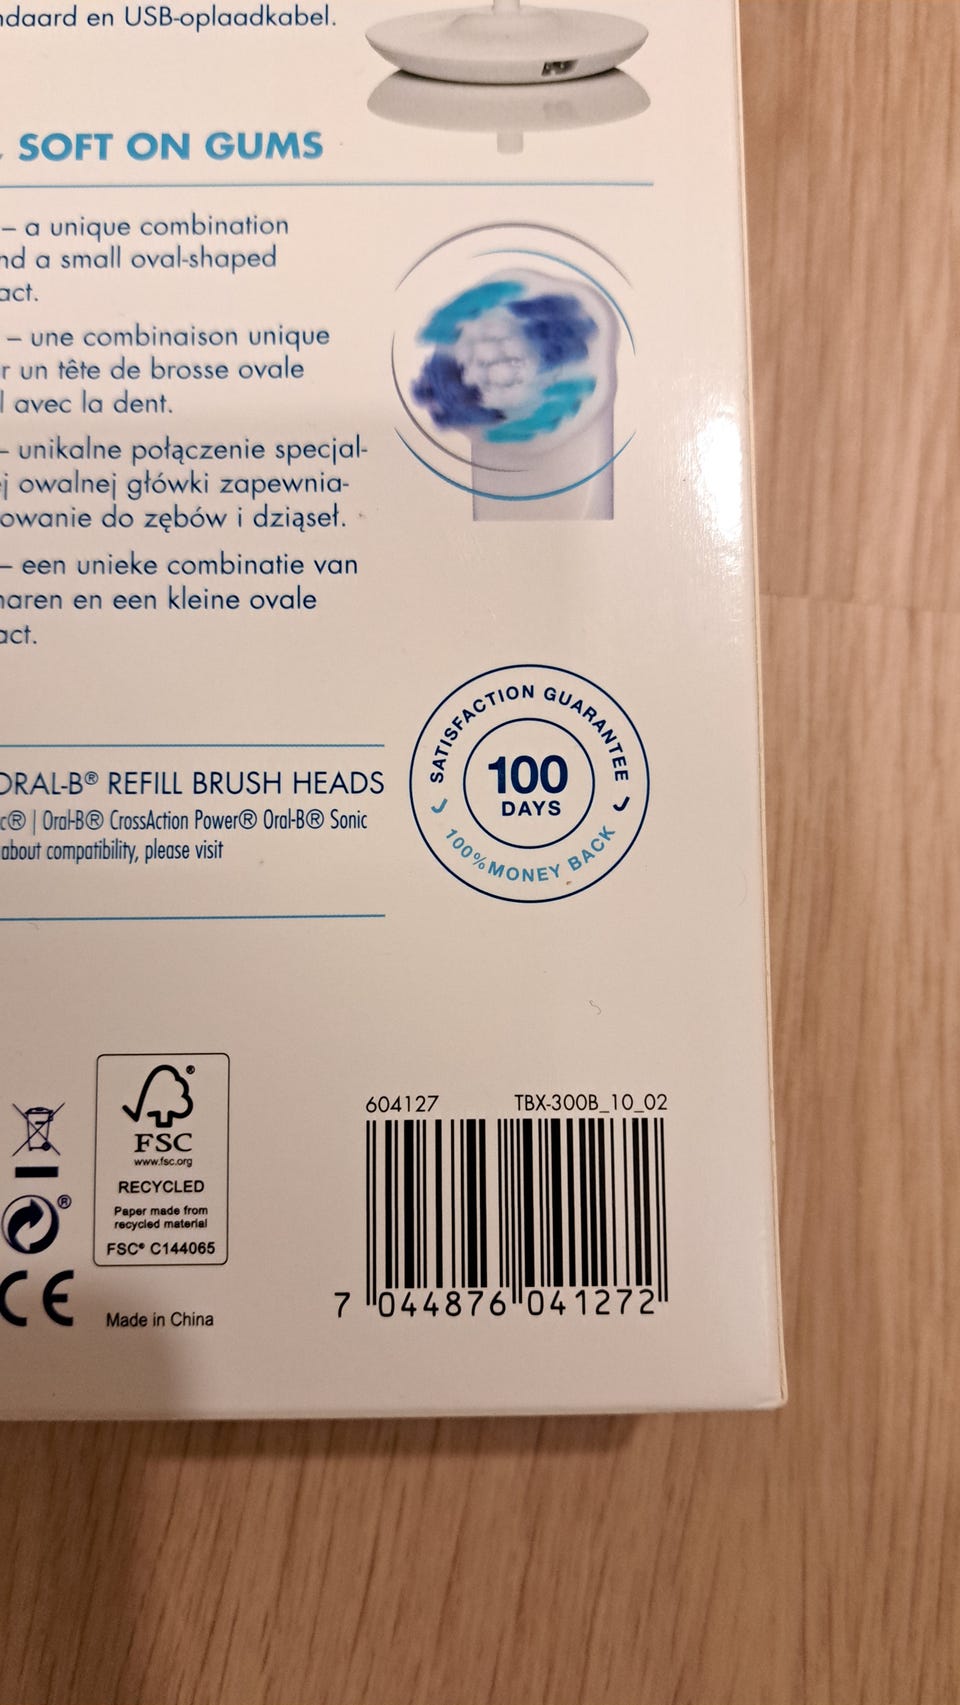 ndaard en USB-oplaadkabel.
SOFT ON GUMS
– a unique combination
nd a small oval-shaped
act.
– une combinaison unique
r un tête de brosse ovale
l avec la dent.
– unikalne połączenie specjal-
ej owalnej główki zapewnia-
owanie do zębów i dziąseł.
– een unieke combinatie van
haren en een kleine ovale
act.
SATISFACTION GUARANTEE
100
DAYS
100% MONEY BACK
ORAL-B® REFILL BRUSH HEADS
c® | Oral-B® CrossAction Power® Oral-B® Sonic
about compatibility, please visit
604127 TBX-300B_10_02
FSC
www.fsc.org
RECYCLED
Paper made from
recycled material
FSC® C144065
CE
Made in China
7 044876 041272